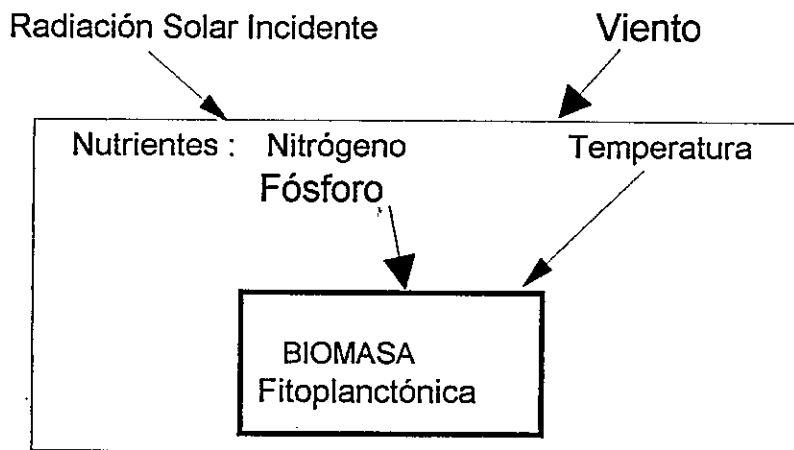 Radiación Solar Incidente
Viento
Nutrientes : Nitrógeno
Temperatura
Fósforo
BIOMASA
Fitoplanctónica